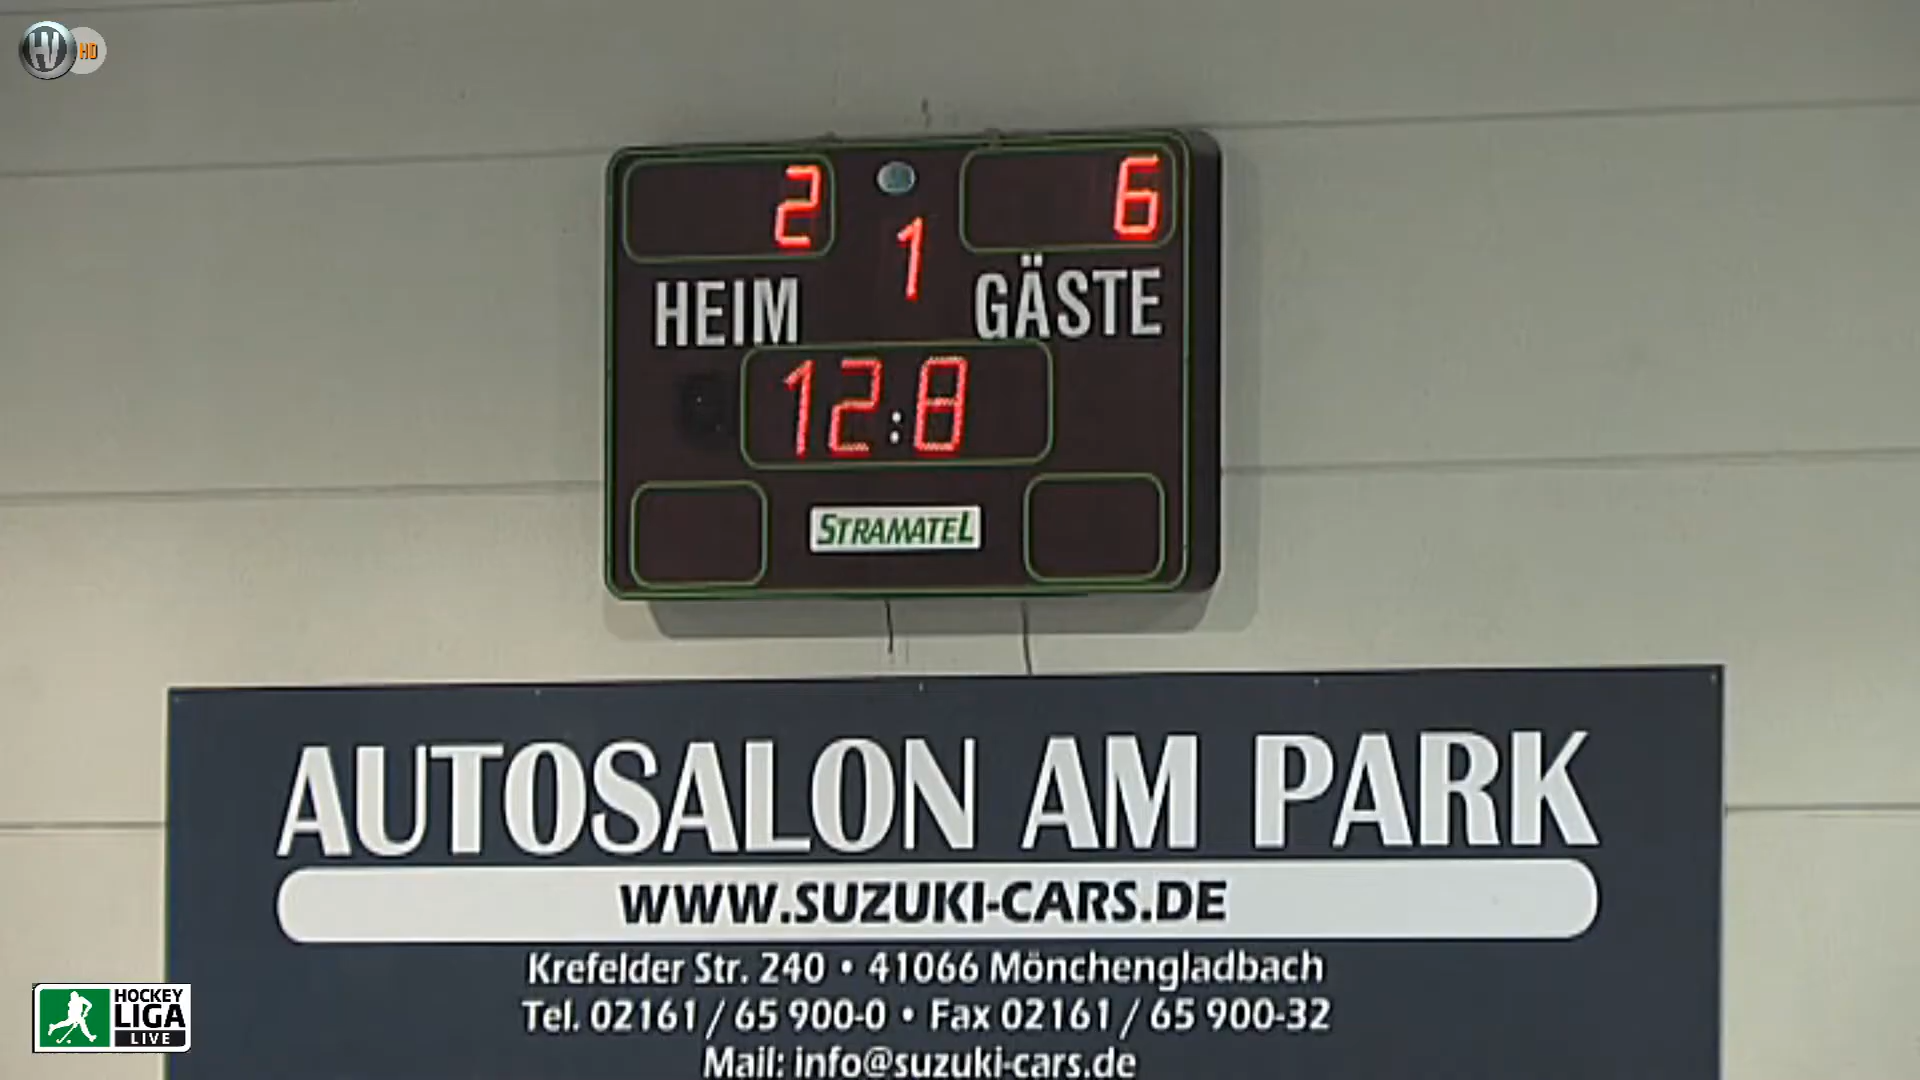 HV HD
2 6
1
HEIM GÄSTE
12:8
STRAMATEL
AUTOSALON AM PARK
WWW.SUZUKI-CARS.DE
Krefelder Str. 240 • 41066 Mönchengladbach
Tel. 02161 / 65 900-0 • Fax 02161 / 65 900-32
Mail: info@suzuki-cars.de
HOCKEY
LIGA
LIVE